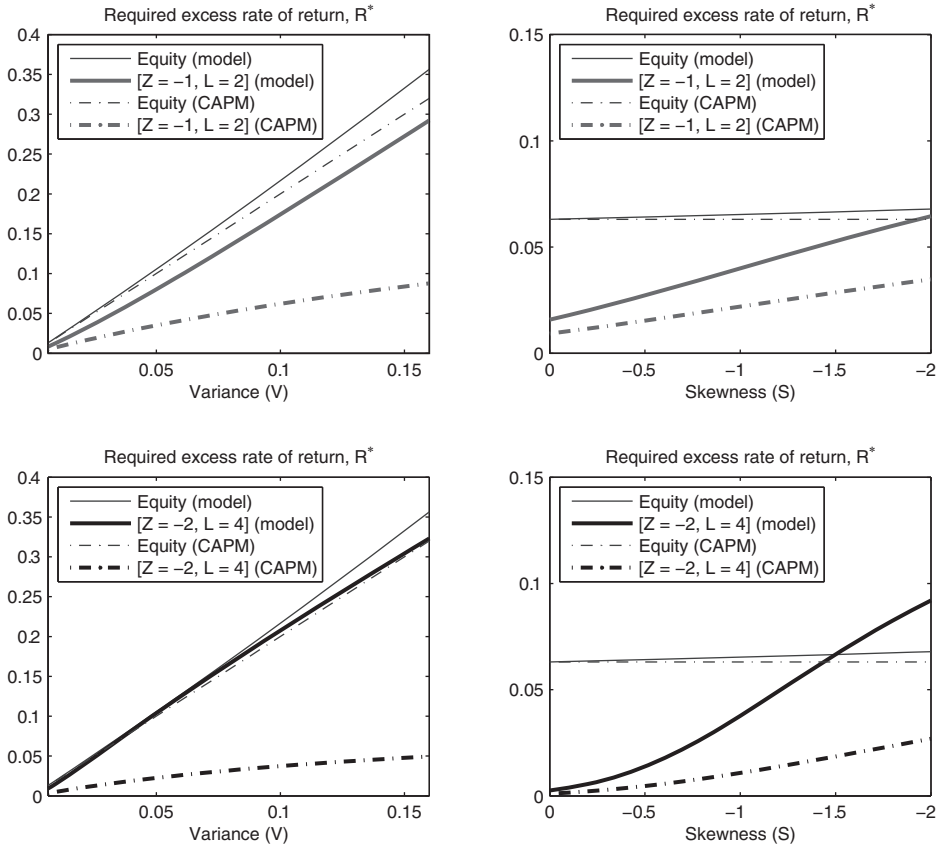 Required excess rate of return, R*
0.4
0.35
0.3
0.25
0.2
0.15
0.1
0.05
0
Equity (model)
[Z = −1, L = 2] (model)
Equity (CAPM)
[Z = −1, L = 2] (CAPM)
0.05
0.1
0.15
Variance (V)
Required excess rate of return, R*
0.15
0.1
0.05
0
Equity (model)
[Z = −1, L = 2] (model)
Equity (CAPM)
[Z = −1, L = 2] (CAPM)
0
−0.5
−1
−1.5
−2
Skewness (S)
Required excess rate of return, R*
0.4
0.35
0.3
0.25
0.2
0.15
0.1
0.05
0
Equity (model)
[Z = −2, L = 4] (model)
Equity (CAPM)
[Z = −2, L = 4] (CAPM)
0.05
0.1
0.15
Variance (V)
Required excess rate of return, R*
0.15
0.1
0.05
0
Equity (model)
[Z = −2, L = 4] (model)
Equity (CAPM)
[Z = −2, L = 4] (CAPM)
0
−0.5
−1
−1.5
−2
Skewness (S)